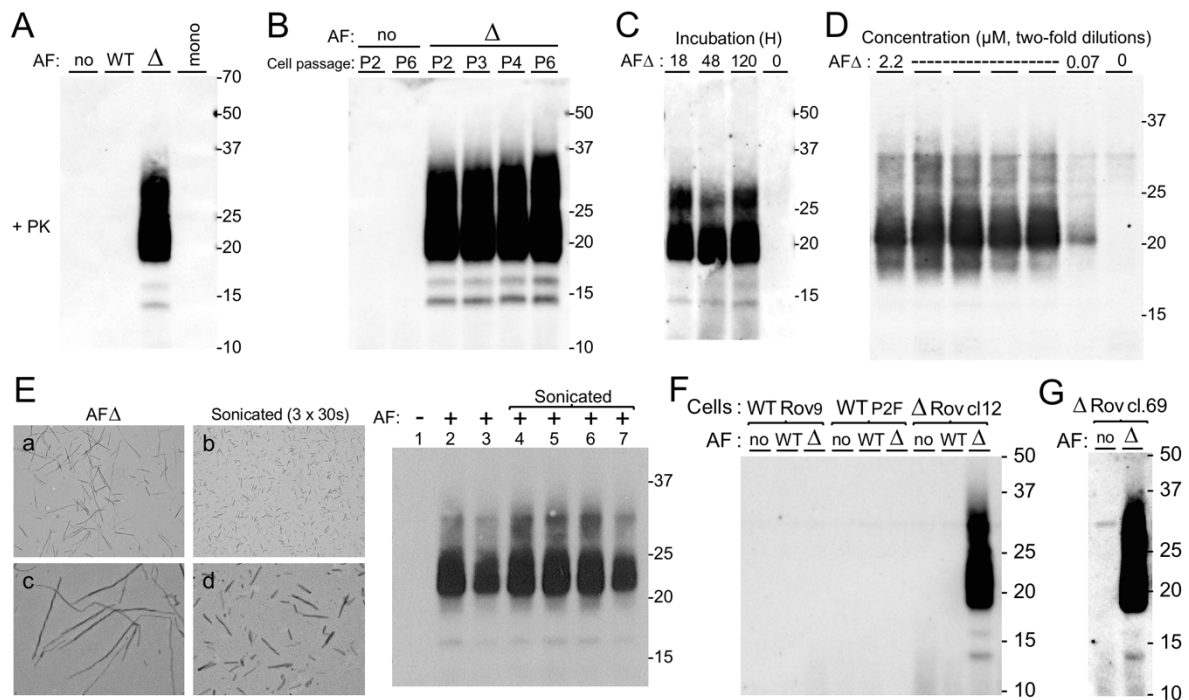 A
AF: no WT Δ mono
+ PK
-70
-50
-37
-25
-20
-15
-10
B
AF: no Δ
Cell passage: P2 P6 P2 P3 P4 P6
-50
-37
-25
-20
-15
-10
C
Incubation (H)
AFΔ : 18 48 120 0
-50
-37
-25
-20
-15
D
Concentration (µM, two-fold dilutions)
AFΔ : 2.2 ---------------- 0.07 0
-37
-25
-20
-15
E
AFΔ Sonicated (3 x 30s)
a b
c d
Sonicated
AF: - + + + + + +
1 2 3 4 5 6 7
-37
-25
-20
-15
F
Cells : WT Rov9 WT P2F Δ Rov cl12
AF : no WT Δ no WT Δ no WT Δ
- 50
- 37
- 25
- 20
- 15
- 10
G
Δ Rov cl.69
AF : no Δ
- 50
- 37
- 25
- 20
- 15
- 10